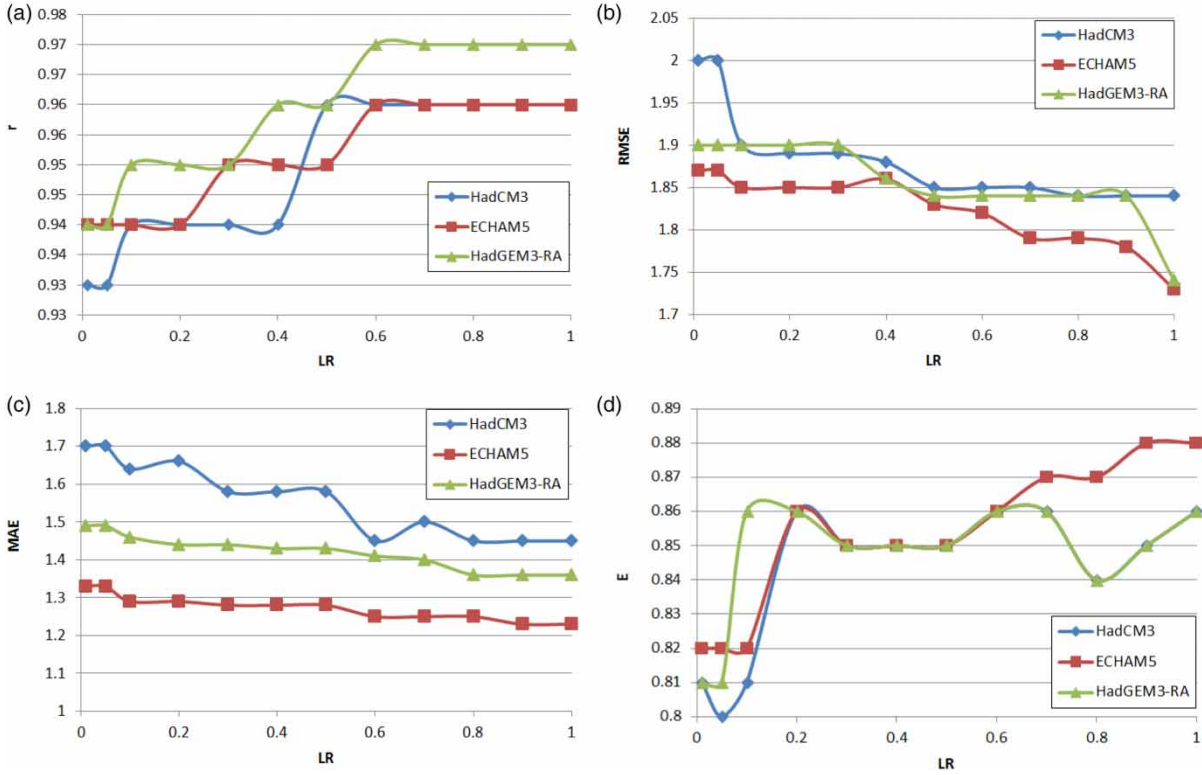 (a)
0.98
0.97
0.97
0.96
0.96
0.95
0.95
0.94
0.94
0.93
0.93
r
0
0.2
0.4
0.6
0.8
1
LR
HadCM3
ECHAM5
HadGEM3-RA
(b)
2
1.95
1.9
1.85
1.8
1.75
1.7
RMSE
0
0.2
0.4
0.6
0.8
1
LR
HadCM3
ECHAM5
HadGEM3-RA
(c)
1.8
1.7
1.6
1.5
1.4
1.3
1.2
1.1
1
MAE
0
0.2
0.4
0.6
0.8
1
LR
HadCM3
ECHAM5
HadGEM3-RA
(d)
0.89
0.88
0.87
0.86
0.85
0.84
0.83
0.82
0.81
0.8
E
0
0.2
0.4
0.6
0.8
1
LR
HadCM3
ECHAM5
HadGEM3-RA